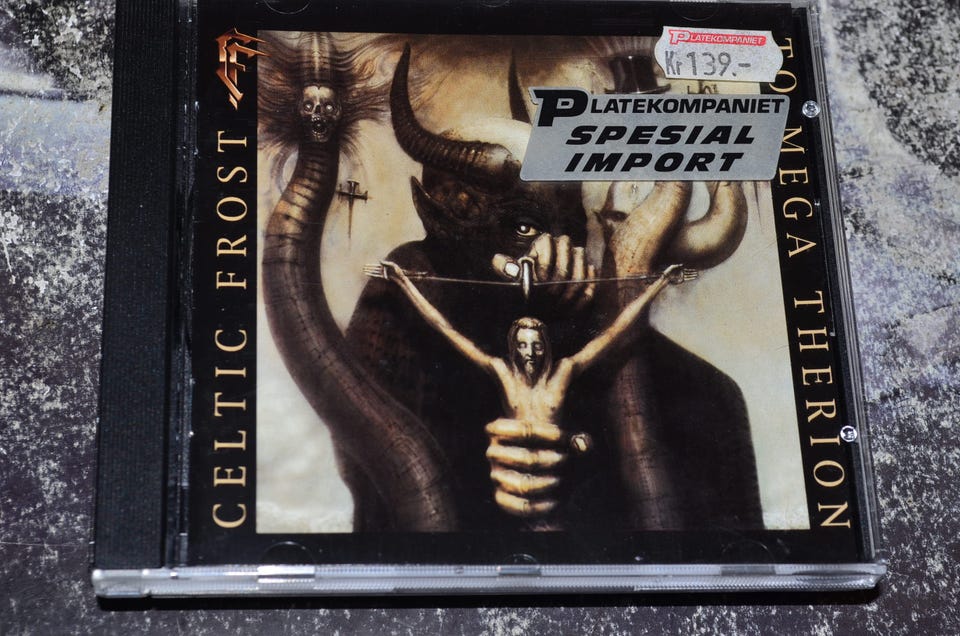 CELTIC FROST
PLATEKOMPANIET
Kr 139.-
PLATEKOMPANIET
SPESIAL
IMPORT
TO MEGA THERION